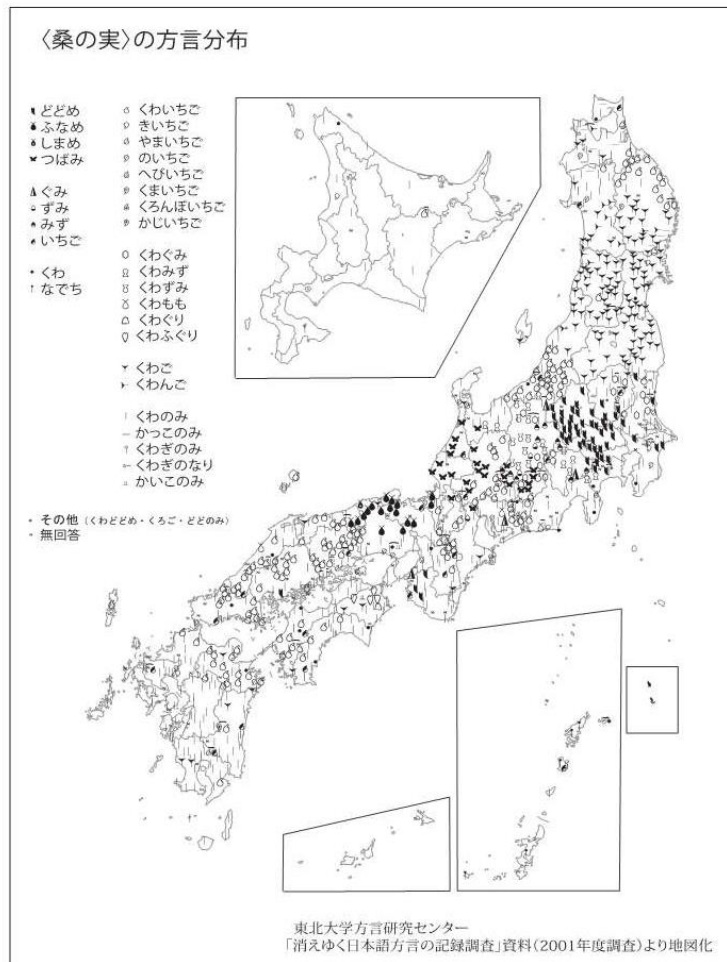 〈桑の実〉の方言分布
どどめ
ふなめ
しまめ
つばみ
ぐみ
ずみ
みず
いちご
くわ
なでち
くわいちご
きいちご
やまいちご
のいちご
へびいちご
くまいちご
くろんぼいちご
かじいちご
くわぐみ
くわみず
くわずみ
くわもも
くわぐり
くわふぐり
くわご
くわんご
くわのみ
かっこのみ
くわぎのみ
くわぎのなり
かいこのみ
その他（くわどどめ・くろご・どどのみ）
無回答
東北大学方言研究センター
「消えゆく日本語方言の記録調査」資料（2001年度調査）より地図化